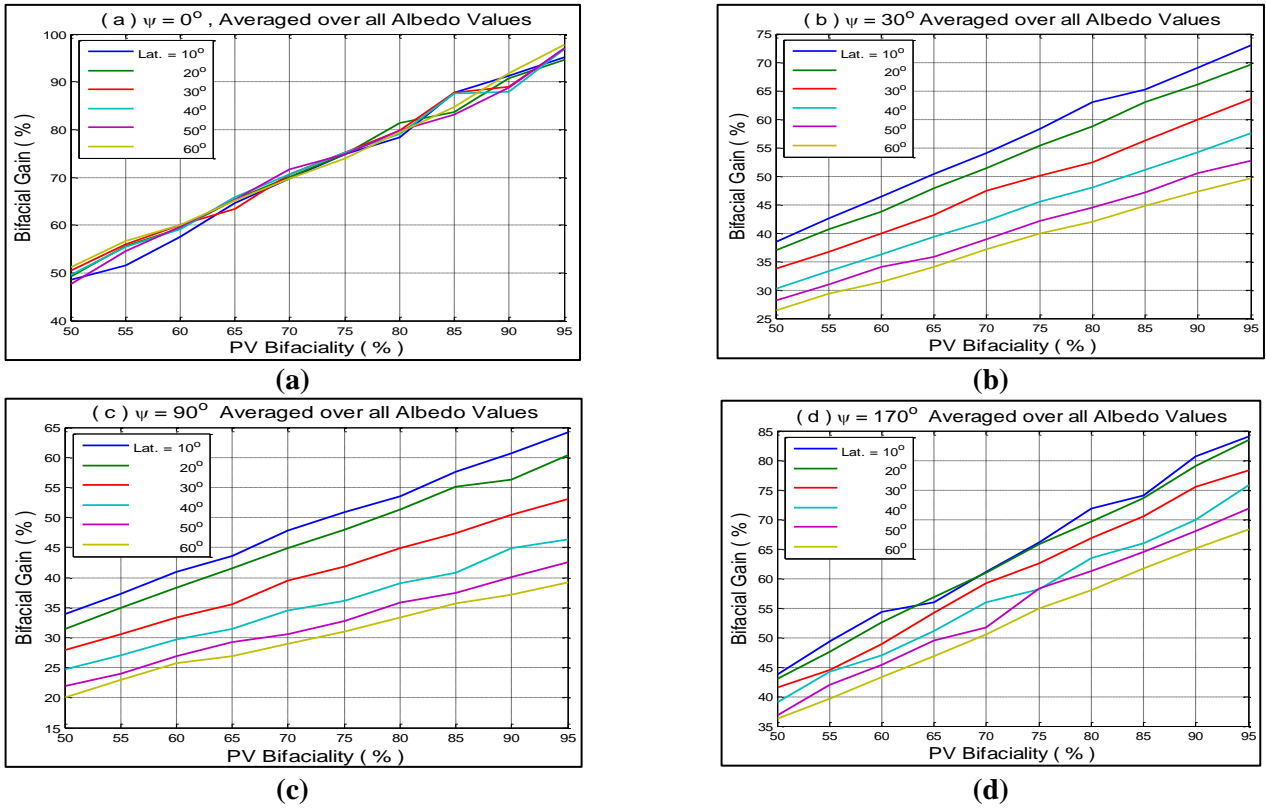 ( a ) ψ = 0° , Averaged over all Albedo Values
Bifacial Gain ( % )
100
90
80
70
60
50
40
Lat. = 10°
20°
30°
40°
50°
60°
50 55 60 65 70 75 80 85 90 95
PV Bifaciality ( % )
(a)
( b ) ψ = 30° Averaged over all Albedo Values
Bifacial Gain ( % )
75
70
65
60
55
50
45
40
35
30
25
Lat. = 10°
20°
30°
40°
50°
60°
50 55 60 65 70 75 80 85 90 95
PV Bifaciality ( % )
(b)
( c ) ψ = 90° Averaged over all Albedo Values
Bifacial Gain ( % )
65
60
55
50
45
40
35
30
25
20
15
Lat. = 10°
20°
30°
40°
50°
60°
50 55 60 65 70 75 80 85 90 95
PV Bifaciality ( % )
(c)
( d ) ψ = 170° Averaged over all Albedo Values
Bifacial Gain ( % )
85
80
75
70
65
60
55
50
45
40
35
Lat. = 10°
20°
30°
40°
50°
60°
50 55 60 65 70 75 80 85 90 95
PV Bifaciality ( % )
(d)